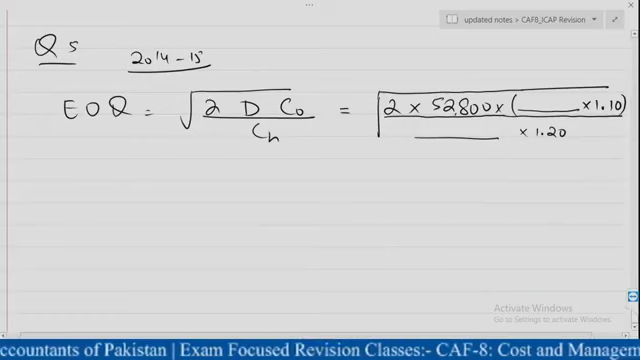 updated notes > CAF8_ICAP Revision
Q 5
2014-15
EOQ = √ 2 D Co / Ch = √ 2 × 52,800 × ( ____ × 1.10) / ____ × 1.20
Activate Windows
Go to Settings to activate Windows.
ccountants of Pakistan | Exam Focused Revision Classes:- CAF-8: Cost and Managem